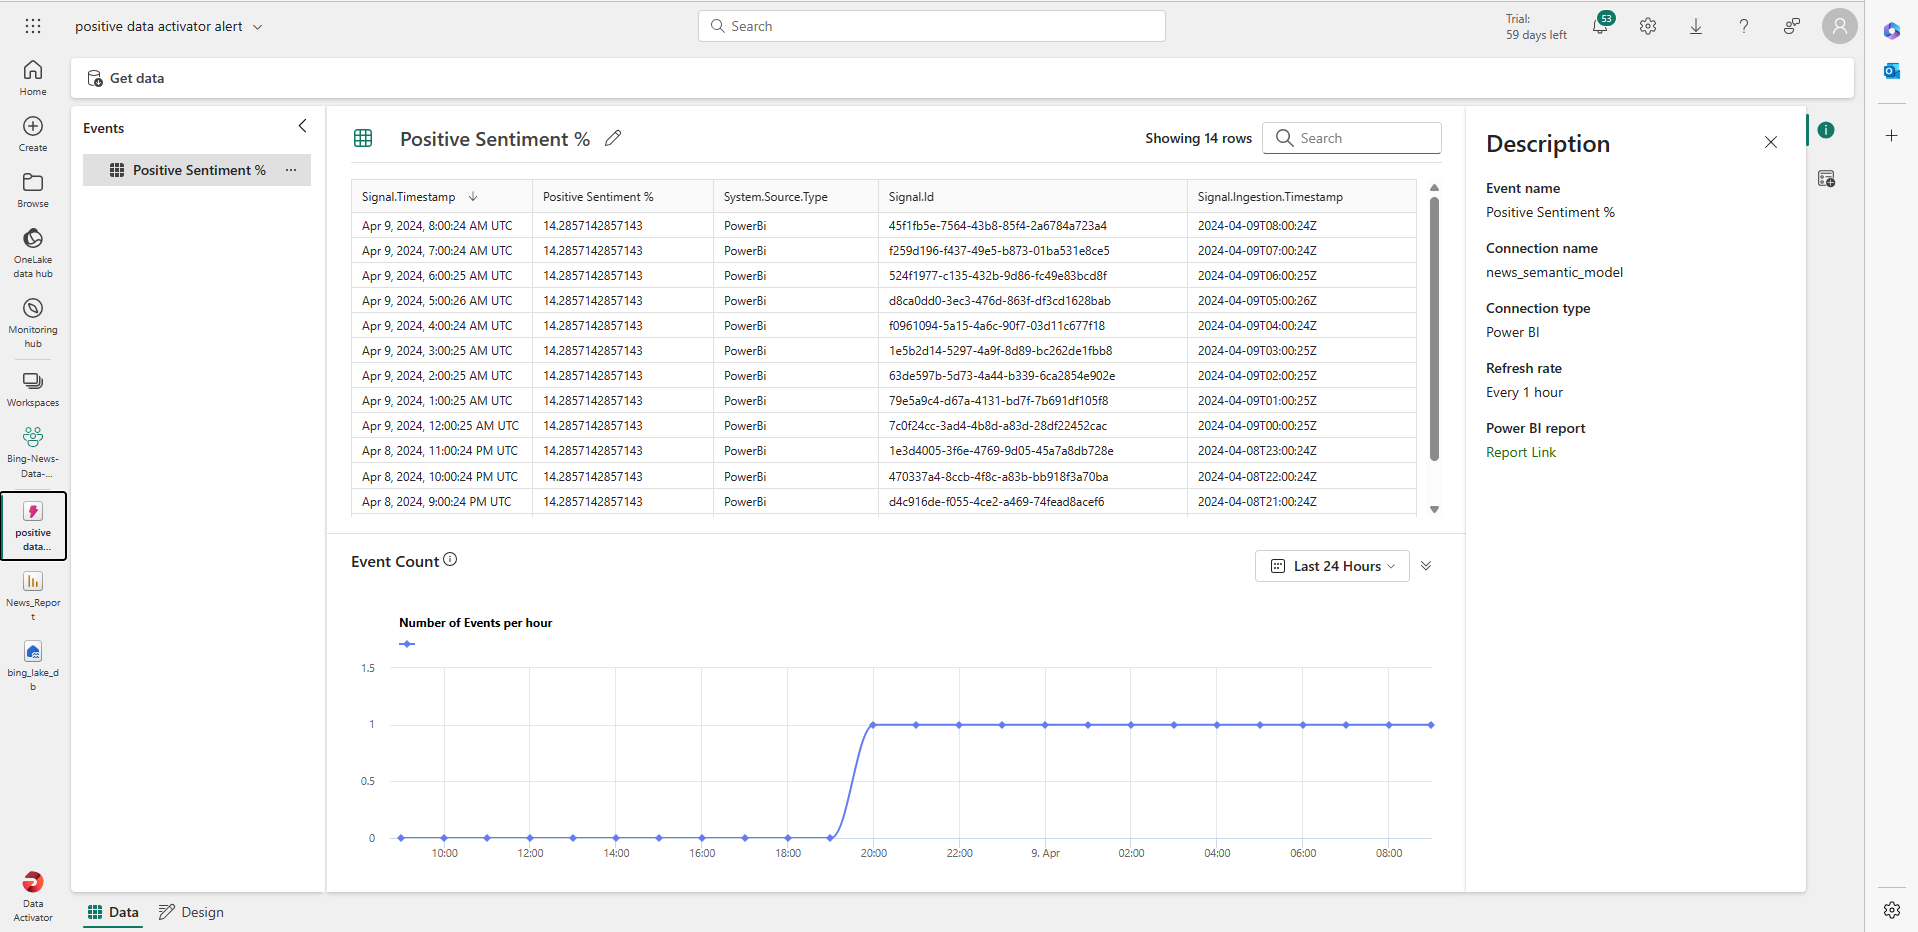 positive data activator alert
Search
Trial:
59 days left
53
Get data
Home
Create
Browse
OneLake
data hub
Monitoring
hub
Workspaces
Bing-News-
Data-...
positive
data...
News_Repor
t
bing_lake_d
b
Data
Activator
Events
Positive Sentiment % ...
Positive Sentiment %
Showing 14 rows
Search
Signal.Timestamp Positive Sentiment % System.Source.Type Signal.Id Signal.Ingestion.Timestamp
Apr 9, 2024, 8:00:24 AM UTC 14.2857142857143 PowerBi 45f1fb5e-7564-43b8-85f4-2a6784a723a4 2024-04-09T08:00:24Z
Apr 9, 2024, 7:00:24 AM UTC 14.2857142857143 PowerBi f259d196-f437-49e5-b873-01ba531e8ce5 2024-04-09T07:00:24Z
Apr 9, 2024, 6:00:25 AM UTC 14.2857142857143 PowerBi 524f1977-c135-432b-9d86-fc49e83bcd8f 2024-04-09T06:00:25Z
Apr 9, 2024, 5:00:26 AM UTC 14.2857142857143 PowerBi d8ca0dd0-3ec3-476d-863f-df3cd1628bab 2024-04-09T05:00:26Z
Apr 9, 2024, 4:00:24 AM UTC 14.2857142857143 PowerBi f0961094-5a15-4a6c-90f7-03d11c677f18 2024-04-09T04:00:24Z
Apr 9, 2024, 3:00:25 AM UTC 14.2857142857143 PowerBi 1e5b2d14-5297-4a9f-8d89-bc262de1fbb8 2024-04-09T03:00:25Z
Apr 9, 2024, 2:00:25 AM UTC 14.2857142857143 PowerBi 63de597b-5d73-4a44-b339-6ca2854e902e 2024-04-09T02:00:25Z
Apr 9, 2024, 1:00:25 AM UTC 14.2857142857143 PowerBi 79e5a9c4-d67a-4131-bd7f-7b691df105f8 2024-04-09T01:00:25Z
Apr 9, 2024, 12:00:25 AM UTC 14.2857142857143 PowerBi 7c0f24cc-3ad4-4b8d-a83d-28df22452cac 2024-04-09T00:00:25Z
Apr 8, 2024, 11:00:24 PM UTC 14.2857142857143 PowerBi 1e3d4005-3f6e-4769-9d05-45a7a8db728e 2024-04-08T23:00:24Z
Apr 8, 2024, 10:00:24 PM UTC 14.2857142857143 PowerBi 470337a4-8ccb-4f8c-a83b-bb918f3a70ba 2024-04-08T22:00:24Z
Apr 8, 2024, 9:00:24 PM UTC 14.2857142857143 PowerBi d4c916de-f055-4ce2-a469-74fead8acef6 2024-04-08T21:00:24Z
Event Count
Last 24 Hours
Number of Events per hour
1.5
1
0.5
0
10:00 12:00 14:00 16:00 18:00 20:00 22:00 9. Apr 02:00 04:00 06:00 08:00
Data Design
Description
Event name
Positive Sentiment %
Connection name
news_semantic_model
Connection type
Power BI
Refresh rate
Every 1 hour
Power BI report
Report Link